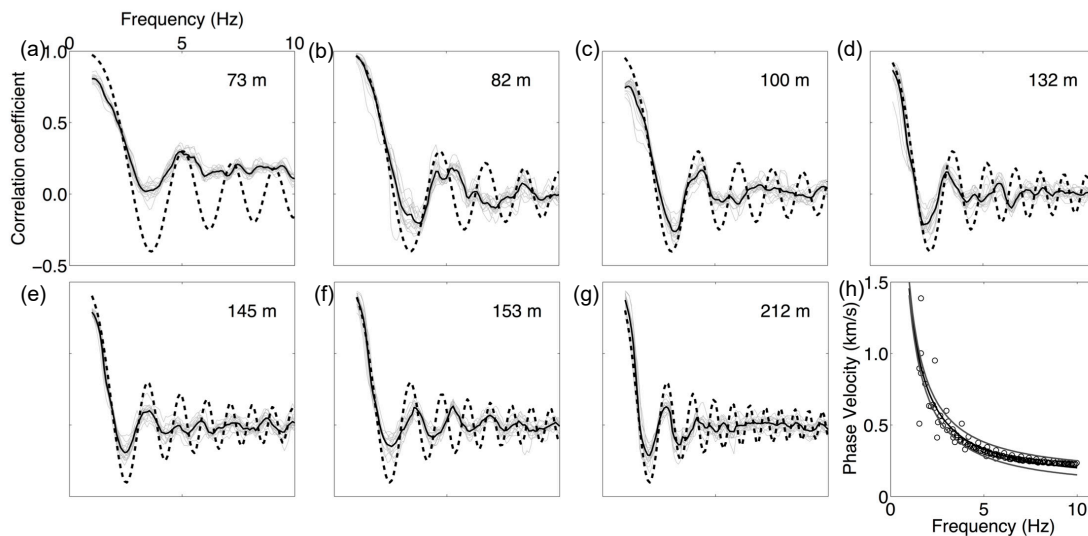 Frequency (Hz)
(a) 0 5 10 (b) (c) (d)
1.0
0.5
0.0
−0.5
Correlation coefficient
73 m 82 m 100 m 132 m
(e) (f) (g) (h)
145 m 153 m 212 m
1.5
1.0
0.5
0
Phase Velocity (km/s)
0 5 10
Frequency (Hz)